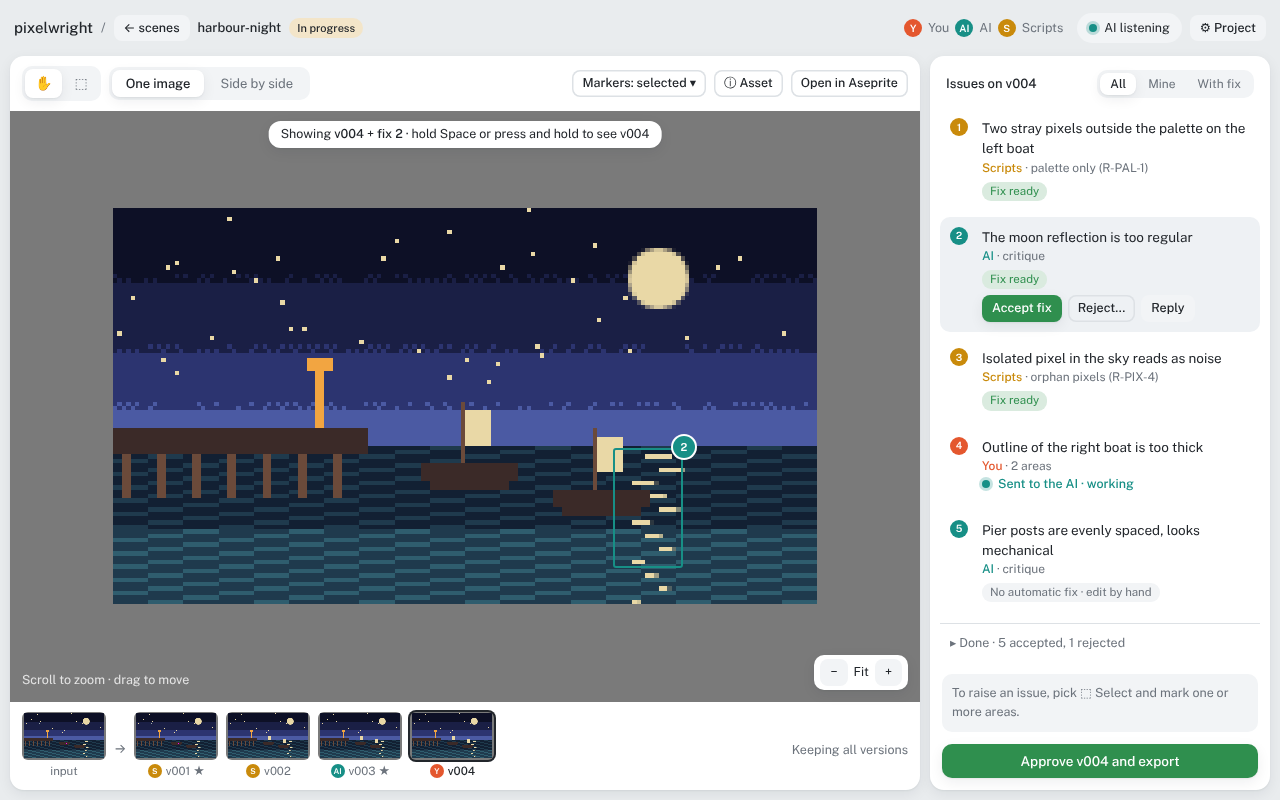 pixelwright / ← scenes harbour-night In progress
Y You AI AI S Scripts AI listening ⚙ Project
✋ ⬚ One image Side by side Markers: selected ▾ ⓘ Asset Open in Aseprite
Showing v004 + fix 2 · hold Space or press and hold to see v004
2
Scroll to zoom · drag to move
− Fit +
input → S v001 ★ S v002 AI v003 ★ Y v004
Keeping all versions
Issues on v004 All Mine With fix
1 Two stray pixels outside the palette on the
left boat
Scripts · palette only (R-PAL-1)
Fix ready
2 The moon reflection is too regular
AI · critique
Fix ready
Accept fix Reject... Reply
3 Isolated pixel in the sky reads as noise
Scripts · orphan pixels (R-PIX-4)
Fix ready
4 Outline of the right boat is too thick
You · 2 areas
Sent to the AI · working
5 Pier posts are evenly spaced, looks
mechanical
AI · critique
No automatic fix · edit by hand
▸ Done · 5 accepted, 1 rejected
To raise an issue, pick ⬚ Select and mark one or
more areas.
Approve v004 and export